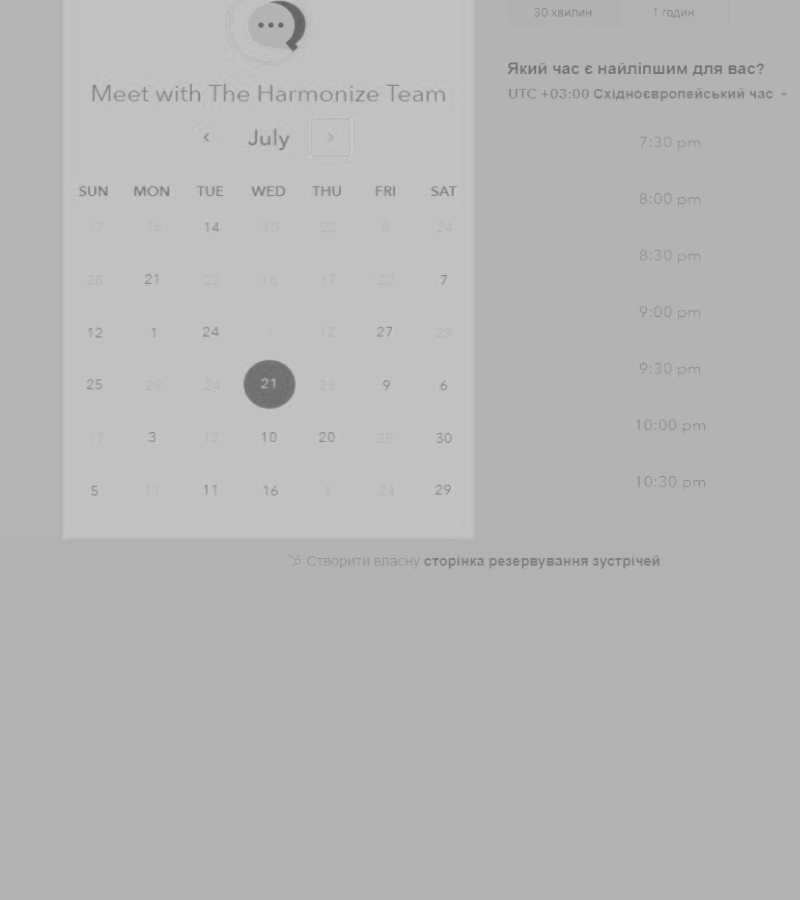 30 хвилин 1 годин
Meet with The Harmonize Team
July
SUN MON TUE WED THU FRI SAT
17 16 14 10 22 8 24
28 21 22 18 17 22 7
12 1 24 1 12 27 29
25 29 24 21 26 9 6
17 3 12 10 20 28 30
5 11 11 16 1 24 29
Який час є найліпшим для вас?
UTC +03:00 Східноєвропейський час
7:30 pm
8:00 pm
8:30 pm
9:00 pm
9:30 pm
10:00 pm
10:30 pm
Створити власну сторінка резервування зустрічей